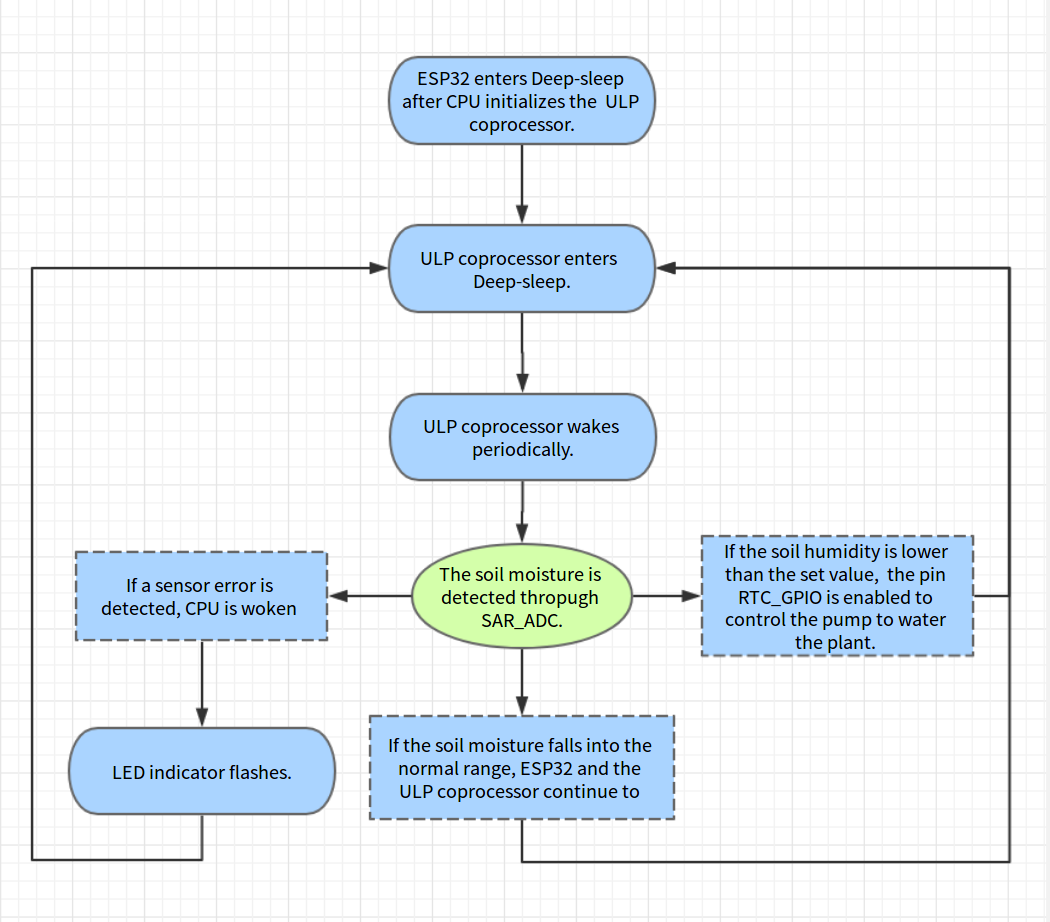 ESP32 enters Deep-sleep
after CPU initializes the ULP
coprocessor.
ULP coprocessor enters
Deep-sleep.
ULP coprocessor wakes
periodically.
The soil moisture is
detected thropugh
SAR_ADC.
If a sensor error is
detected, CPU is woken
If the soil humidity is lower
than the set value, the pin
RTC_GPIO is enabled to
control the pump to water
the plant.
LED indicator flashes.
If the soil moisture falls into the
normal range, ESP32 and the
ULP coprocessor continue to